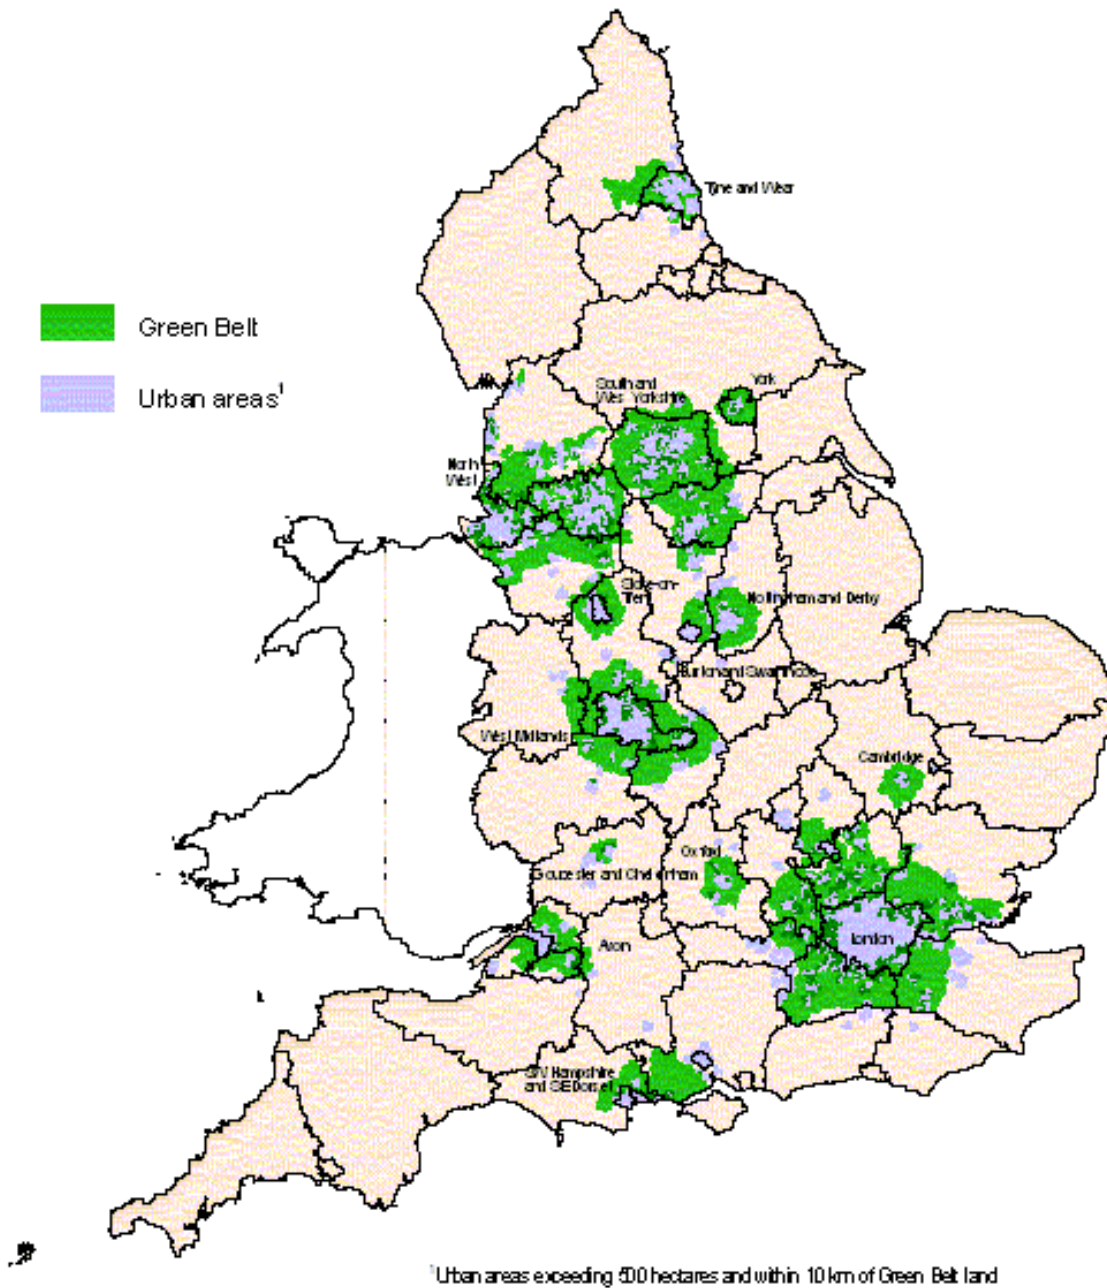 Tyne and Wear
Green Belt
Urban areas¹
South and
West Yorkshire
York
North
West
Stoke-on-
Trent
Nottingham and Derby
Burton and Swadlincote
West Midlands
Cambridge
Oxford
Gloucester and Cheltenham
London
Avon
SW Hampshire
and SE Dorset
¹Urban areas exceeding 500 hectares and within 10 km of Green Belt land